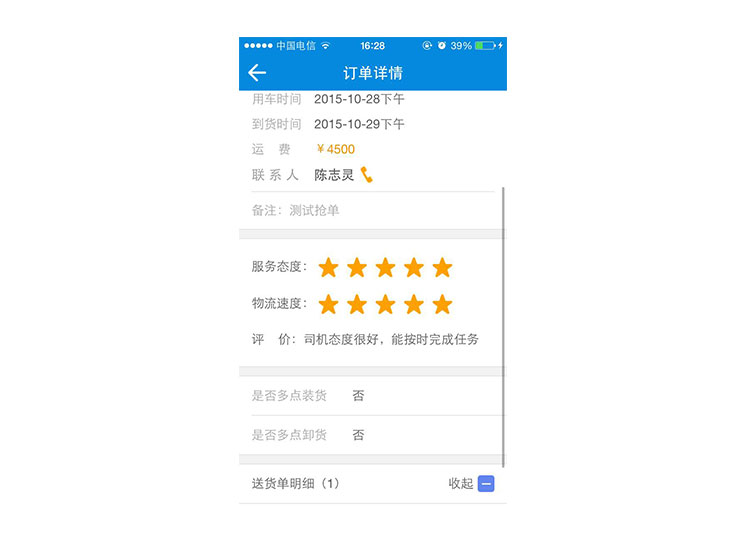 中国电信 16:28 39%
订单详情
用车时间 2015-10-28下午
到货时间 2015-10-29下午
运 费 ￥4500
联 系 人 陈志灵
备注：测试抢单
服务态度：
物流速度：
评 价：司机态度很好，能按时完成任务
是否多点装货 否
是否多点卸货 否
送货单明细（1） 收起